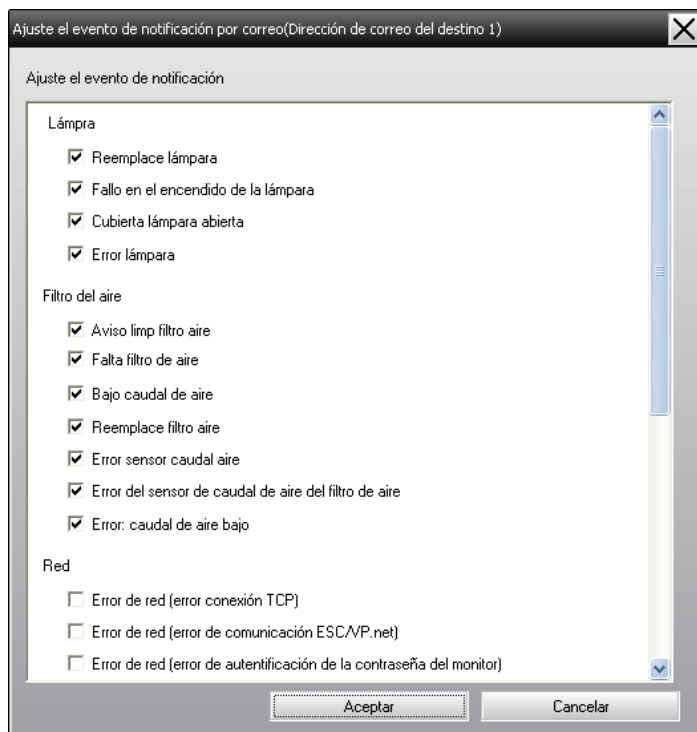 Ajuste el evento de notificación por correo(Dirección de correo del destino 1)
Ajuste el evento de notificación
Lámpra
Reemplace lámpara
Fallo en el encendido de la lámpara
Cubierta lámpara abierta
Error lámpara
Filtro del aire
Aviso limp filtro aire
Falta filtro de aire
Bajo caudal de aire
Reemplace filtro aire
Error sensor caudal aire
Error del sensor de caudal de aire del filtro de aire
Error: caudal de aire bajo
Red
Error de red (error conexión TCP)
Error de red (error de comunicación ESC/VP.net)
Error de red (error de autentificación de la contraseña del monitor)
Aceptar
Cancelar